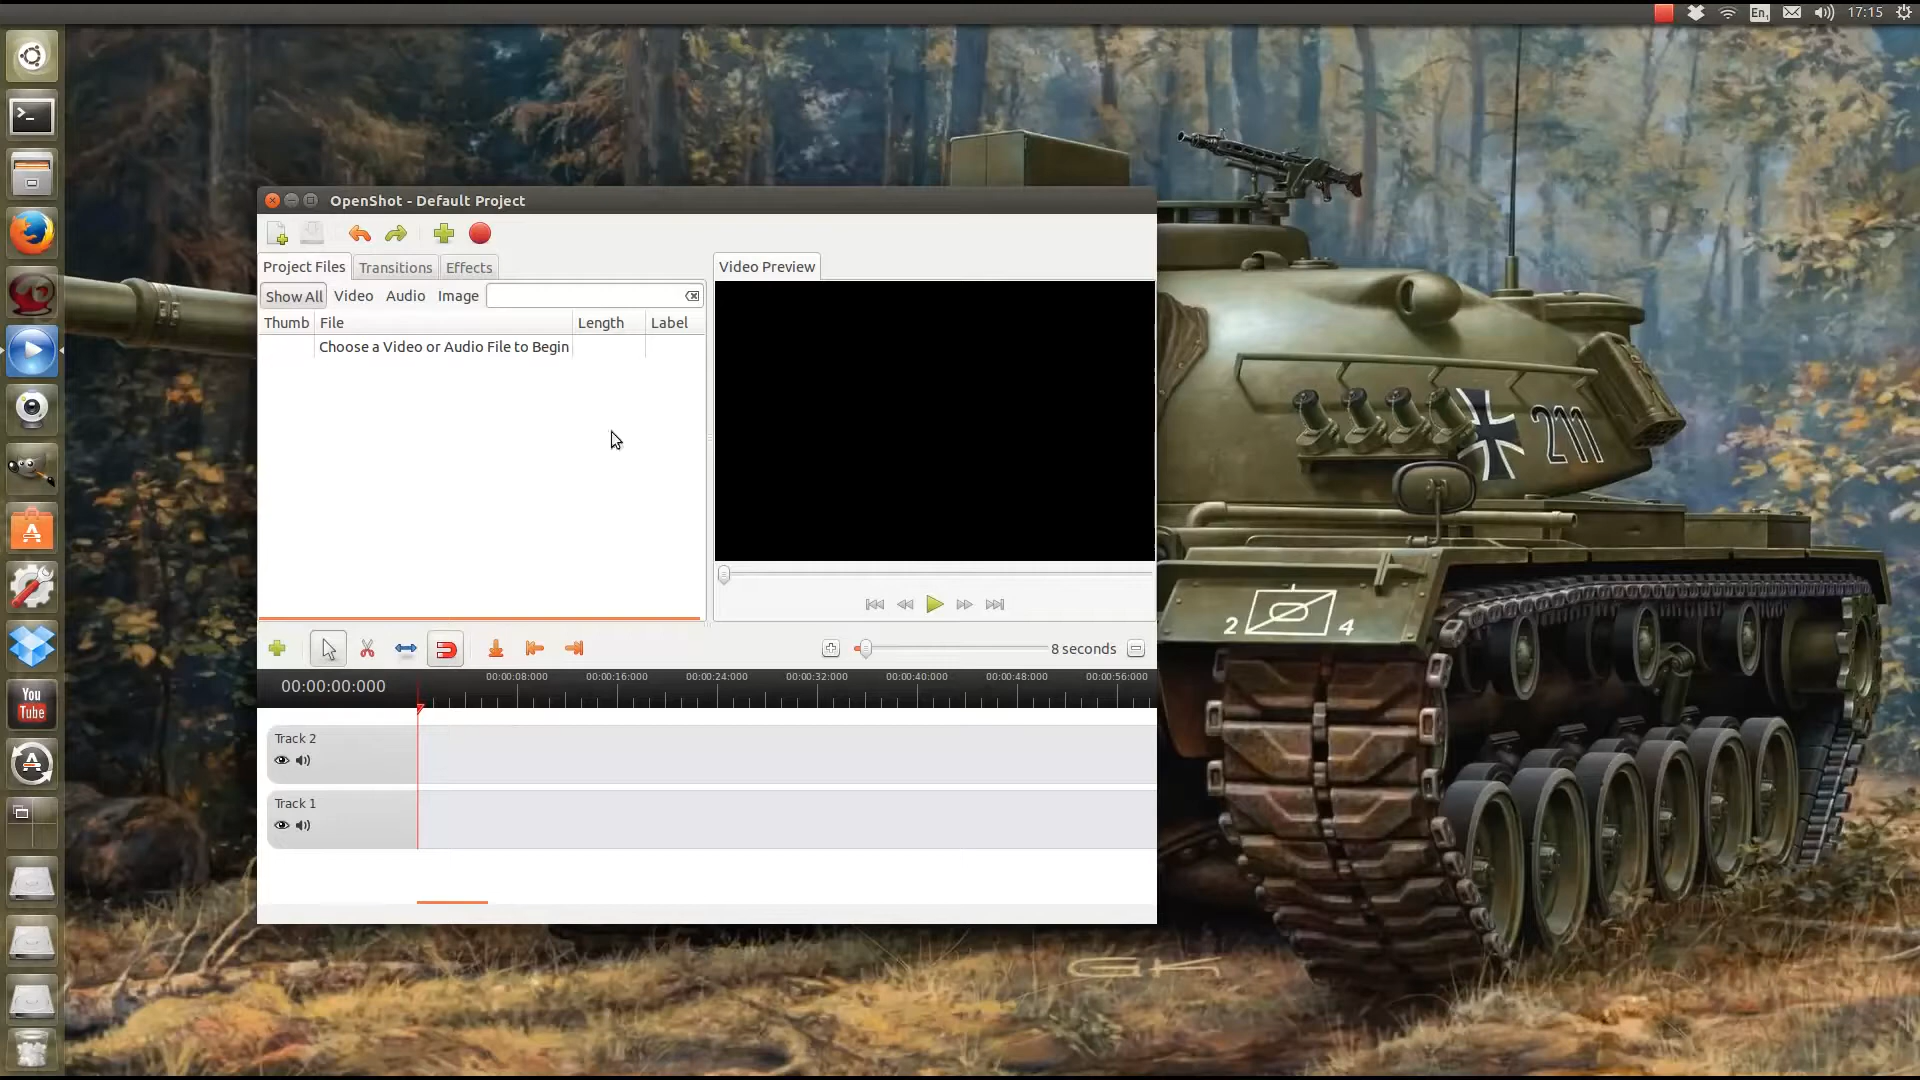 En1
17:15
OpenShot - Default Project
Project Files Transitions Effects
Video Preview
Show All Video Audio Image
Thumb File Length Label
Choose a Video or Audio File to Begin
8 seconds
00:00:00:000
00:00:08:000 00:00:16:000 00:00:24:000 00:00:32:000 00:00:40:000 00:00:48:000 00:00:56:000
Track 2
Track 1
You
Tube
211
2 4
GK